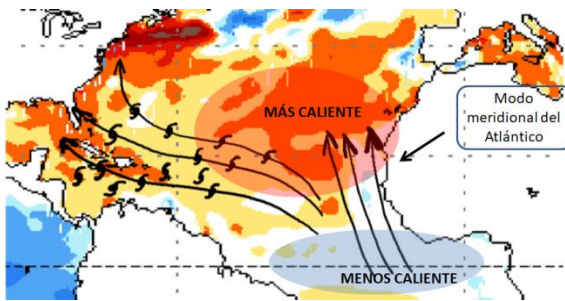 MÁS CALIENTE
Modo
meridional del
Atlántico
MENOS CALIENTE